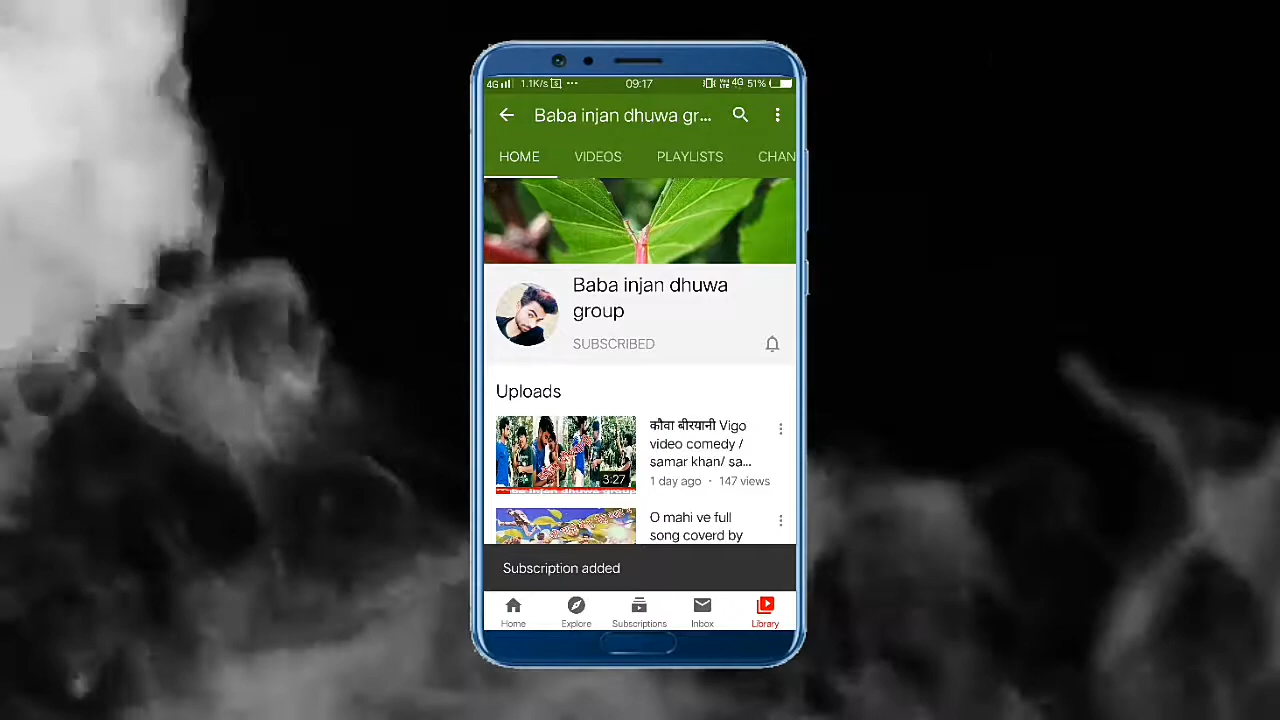 4G 1.1K/s ... 09:17 4G 51%
Baba injan dhuwa gr...
HOME VIDEOS PLAYLISTS CHAN
Baba injan dhuwa
group
SUBSCRIBED
Uploads
कौवा बीरयानी Vigo
video comedy /
samar khan/ sa...
1 day ago · 147 views
3:27
O mahi ve full
song coverd by
Subscription added
Home Explore Subscriptions Inbox Library